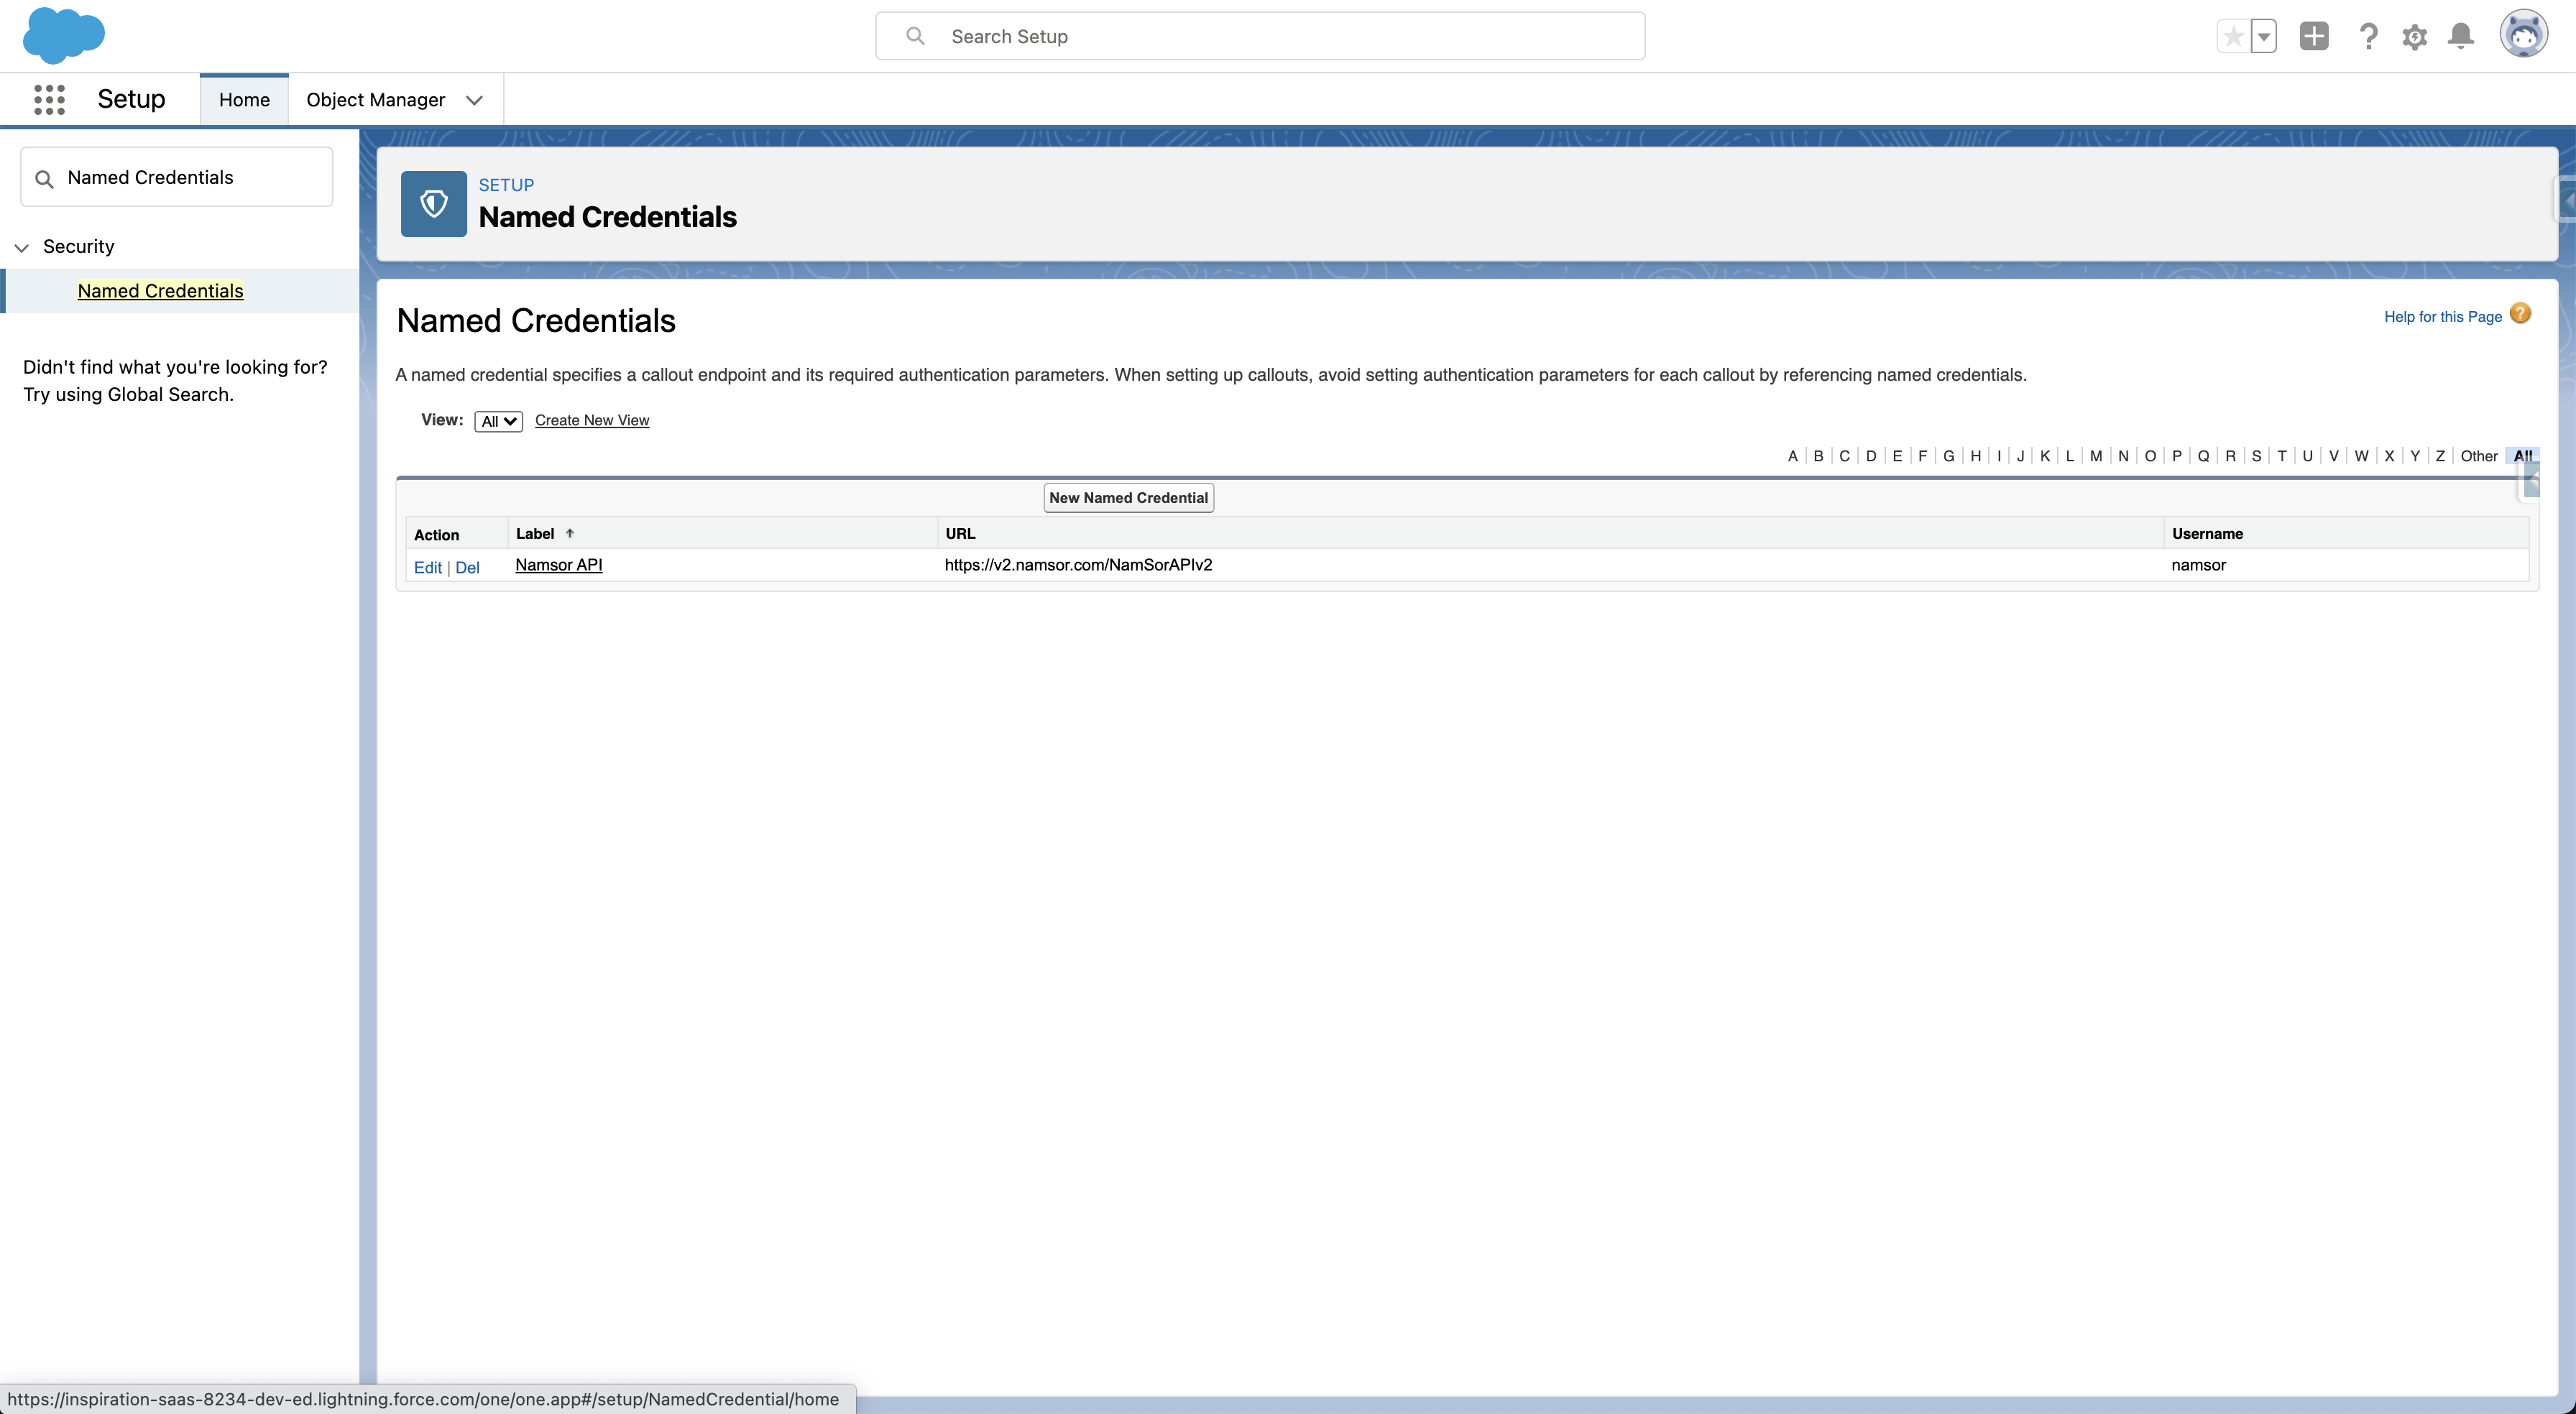 Search Setup
Setup
Home
Object Manager
Named Credentials
Security
Named Credentials
Didn't find what you're looking for?
Try using Global Search.
SETUP
Named Credentials
Named Credentials
Help for this Page ?
A named credential specifies a callout endpoint and its required authentication parameters. When setting up callouts, avoid setting authentication parameters for each callout by referencing named credentials.
View: All Create New View
A | B | C | D | E | F | G | H | I | J | K | L | M | N | O | P | Q | R | S | T | U | V | W | X | Y | Z | Other | All
New Named Credential
Action Label ↑ URL Username
Edit | Del Namsor API https://v2.namsor.com/NamSorAPIv2 namsor
https://inspiration-saas-8234-dev-ed.lightning.force.com/one/one.app#/setup/NamedCredential/home